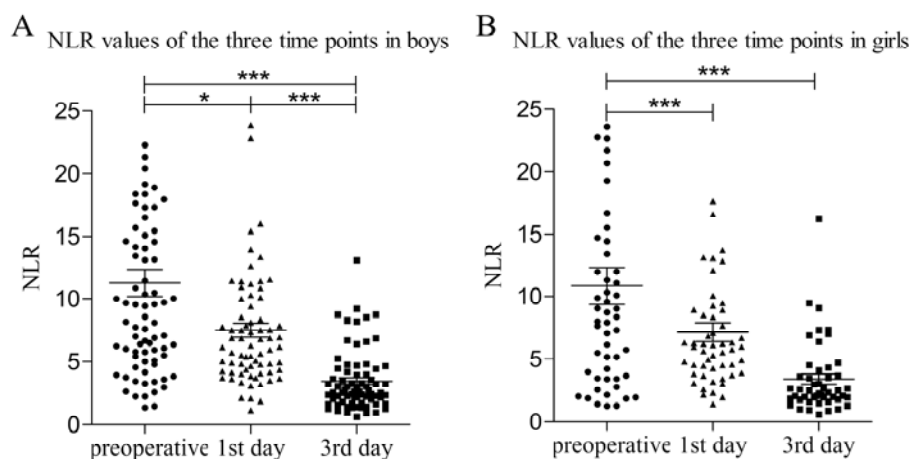 A
NLR values of the three time points in boys
***
*
***
25
20
15
10
5
0
NLR
preoperative
1st day
3rd day
B
NLR values of the three time points in girls
***
***
25
20
15
10
5
0
NLR
preoperative
1st day
3rd day